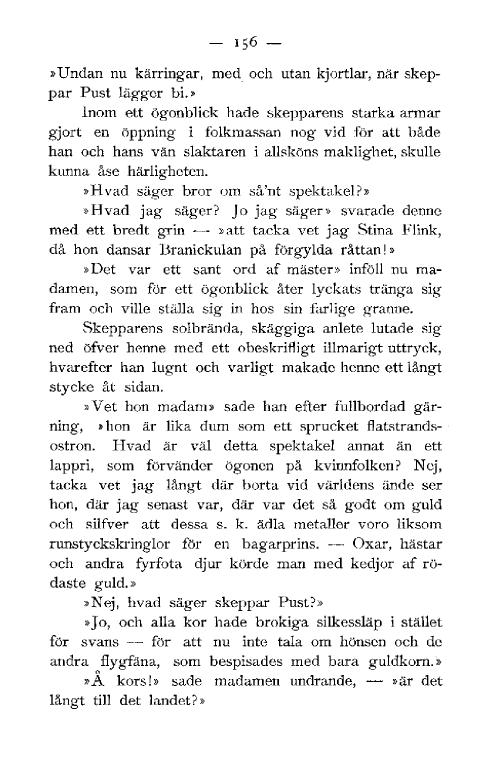 — 156 —
»Undan nu kärringar, med och utan kjortlar, när skep-
par Pust lägger bi.»
Inom ett ögonblick hade skepparens starka armar
gjort en öppning i folkmassan nog vid för att både
han och hans vän slaktaren i allsköns maklighet, skulle
kunna åse härligheten.
»Hvad säger bror om så'nt spektakel?»
»Hvad jag säger? Jo jag säger» svarade denne
med ett bredt grin — »att tacka vet jag Stina Flink,
då hon dansar Branickulan på förgylda råttan!»
»Det var ett sant ord af mäster» inföll nu ma-
damen, som för ett ögonblick åter lyckats tränga sig
fram och ville ställa sig in hos sin farlige granne.
Skepparens solbrända, skäggiga anlete lutade sig
ned öfver henne med ett obeskrifligt illmarigt uttryck,
hvarefter han lugnt och varligt makade henne ett långt
stycke åt sidan.
»Vet hon madam» sade han efter fullbordad gär-
ning, »hon är lika dum som ett sprucket flatstrands-
ostron. Hvad är väl detta spektakel annat än ett
lappri, som förvänder ögonen på kvinnfolken? Nej,
tacka vet jag långt där borta vid världens ände ser
hon, där jag senast var, där var det så godt om guld
och silfver att dessa s. k. ädla metaller voro liksom
runstyckskringlor för en bagarprins. — Oxar, hästar
och andra fyrfota djur körde man med kedjor af rö-
daste guld.»
»Nej, hvad säger skeppar Pust?»
»Jo, och alla kor hade brokiga silkessläp i stället
för svans — för att nu inte tala om hönsen och de
andra flygfäna, som bespisades med bara guldkorn.»
»Å kors!» sade madamen undrande, — »är det
långt till det landet?»